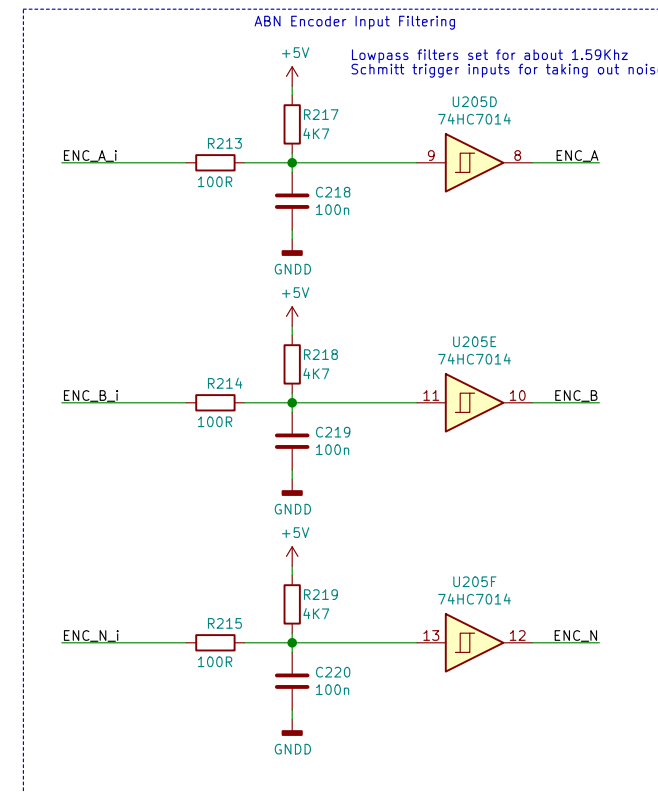 ABN Encoder Input Filtering
Lowpass filters set for about 1.59Khz
Schmitt trigger inputs for taking out
+5V
R217
4K7
U205D
74HC7014
ENC_A_i
R213
100R
9
8
ENC_A
C218
100n
GNDD
+5V
R218
4K7
U205E
74HC7014
ENC_B_i
R214
100R
11
10
ENC_B
C219
100n
GNDD
+5V
R219
4K7
U205F
74HC7014
ENC_N_i
R215
100R
13
12
ENC_N
C220
100n
GNDD